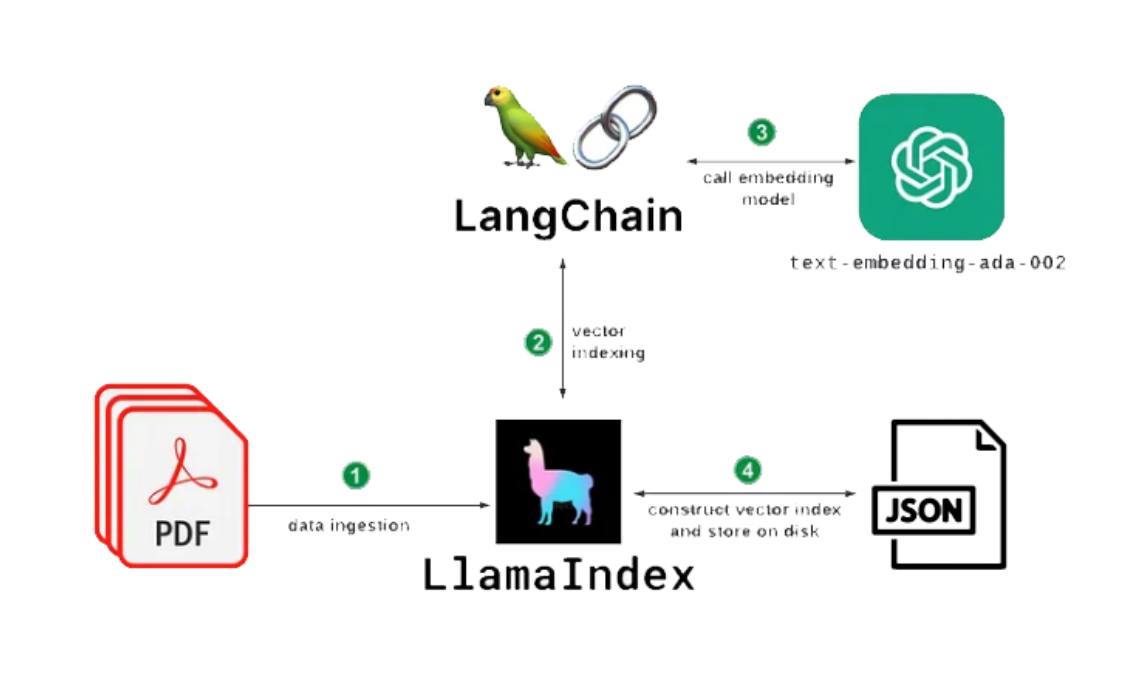 3
call embedding
model
LangChain
text-embedding-ada-002
2
vector
indexing
1
PDF
data ingestion
4
construct vector index
and store on disk
JSON
LlamaIndex